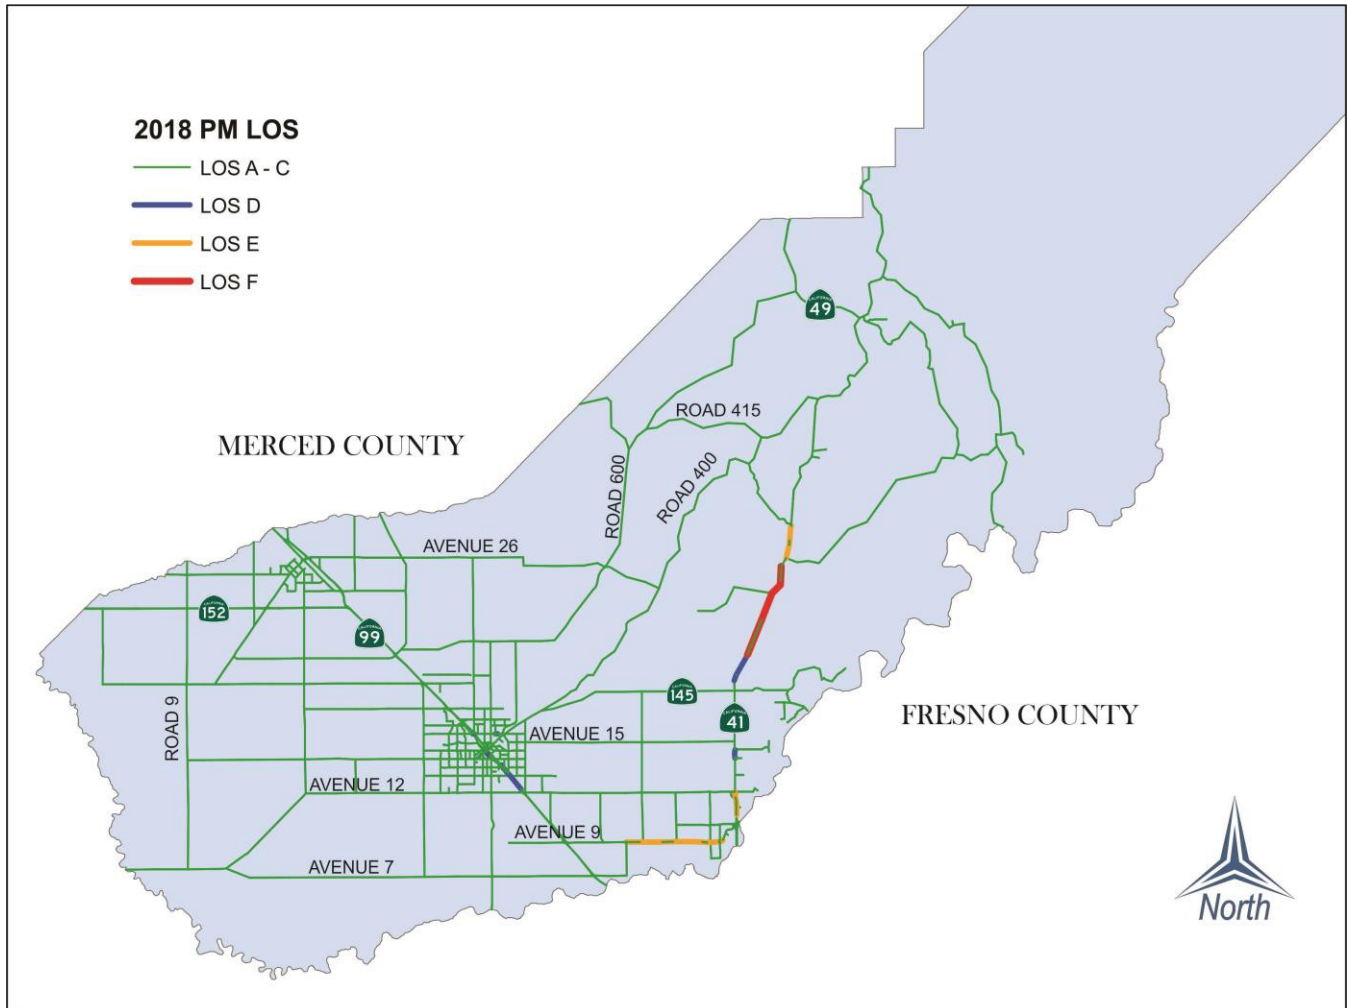 2018 PM LOS
LOS A - C
LOS D
LOS E
LOS F
49
ROAD 415
MERCED COUNTY
ROAD 600
ROAD 400
AVENUE 26
152
99
145
41
FRESNO COUNTY
ROAD 9
AVENUE 15
AVENUE 12
AVENUE 9
AVENUE 7
North